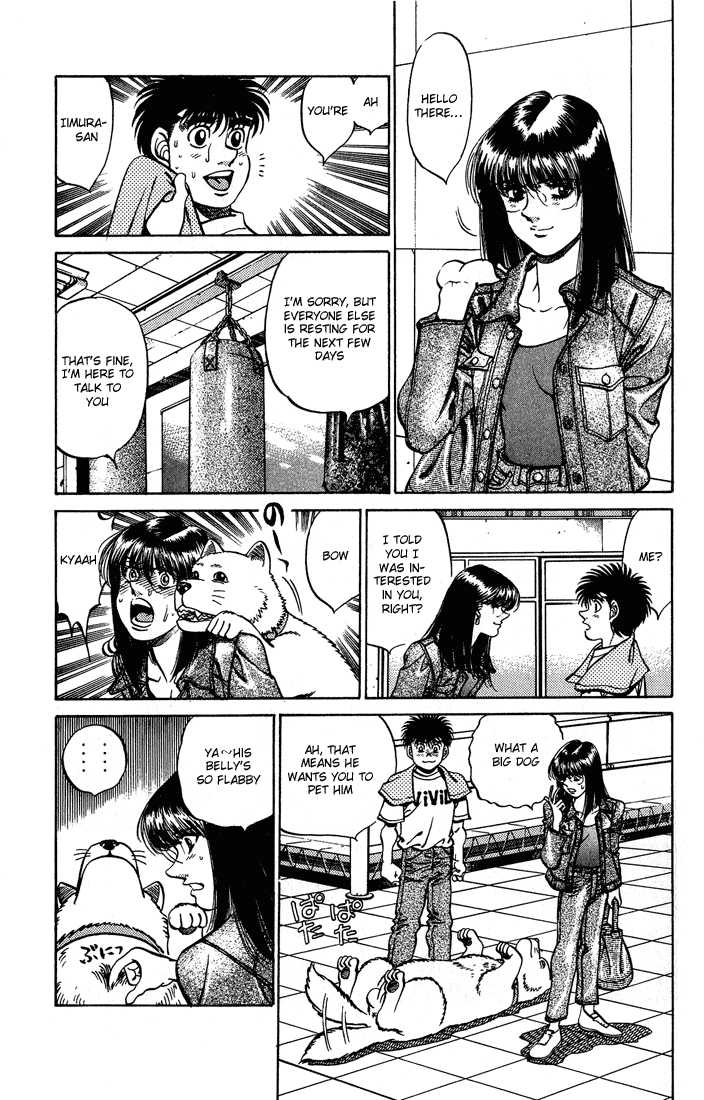 HELLO
THERE...
AH
YOU'RE
IIMURA-
SAN
I'M SORRY, BUT
EVERYONE ELSE
IS RESTING FOR
THE NEXT FEW
DAYS
THAT'S FINE,
I'M HERE TO
TALK TO
YOU
ME?
I TOLD
YOU I
WAS IN-
TERESTED
IN YOU,
RIGHT?
の〜
BOW
KYAAH
WHAT A
BIG DOG
AH, THAT
MEANS HE
WANTS YOU TO
PET HIM
ViViD
ぱた
ぱた
YA~HIS
BELLY'S
SO FLABBY
......
ぷにっ